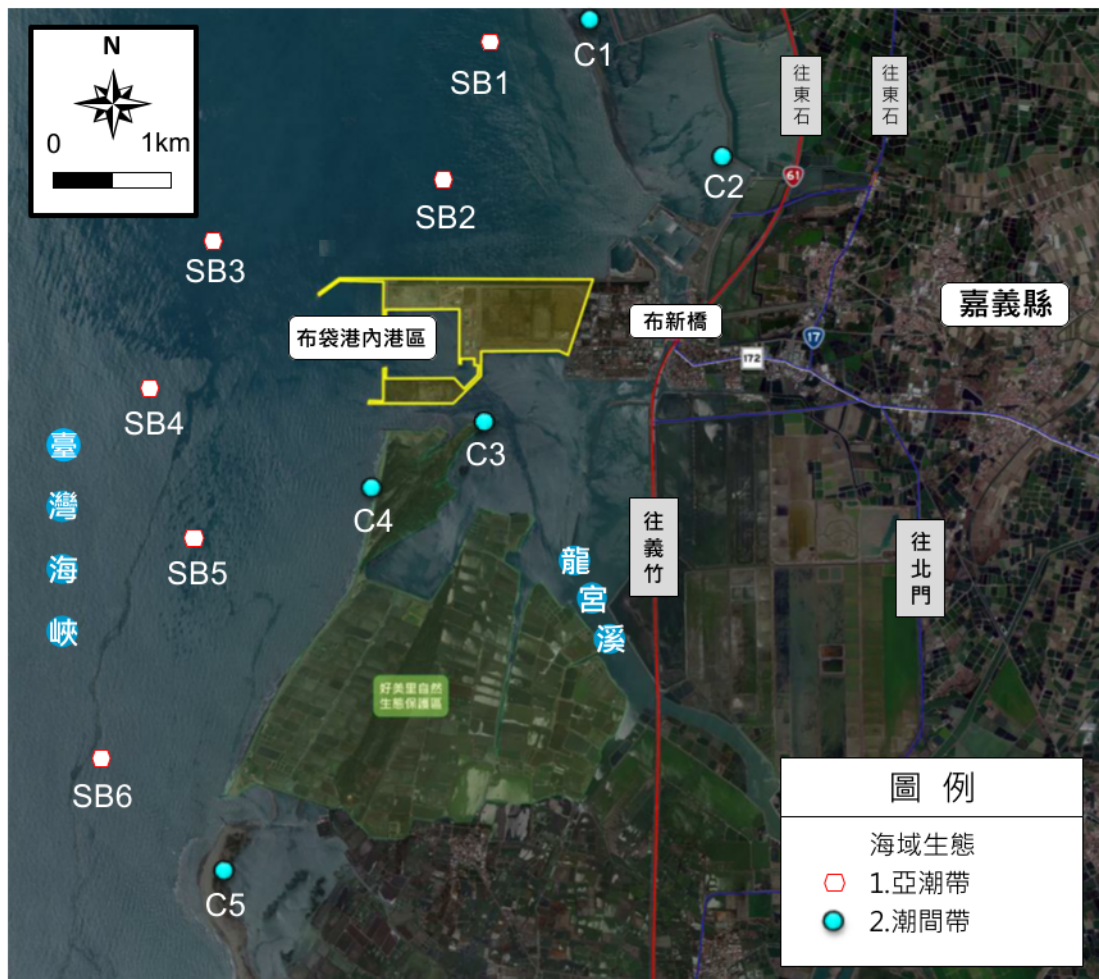 N
0 1km
C1
SB1
往東石
往東石
C2
61
SB2
SB3
嘉義縣
布新橋
布袋港內港區
17
172
SB4
C3
臺灣海峽
C4
往義竹
往北門
SB5
龍宮溪
好美里自然
生態保護區
SB6
圖 例
海域生態
1.亞潮帶
2.潮間帶
C5